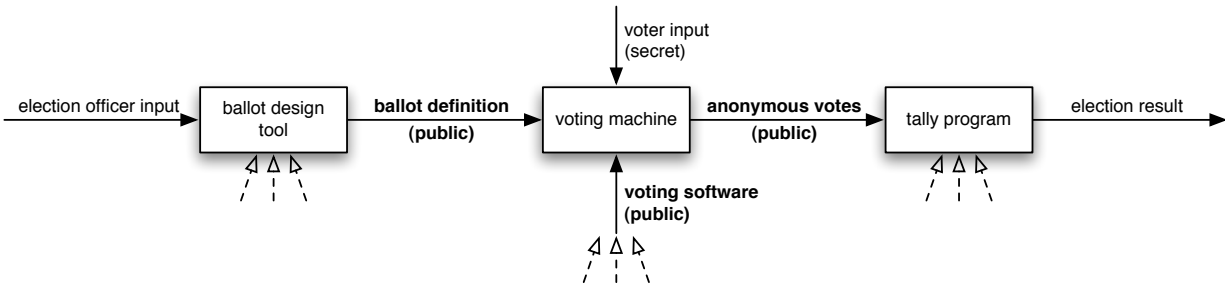 voter input
(secret)
election officer input
ballot design
tool
ballot definition
(public)
voting machine
anonymous votes
(public)
tally program
election result
voting software
(public)